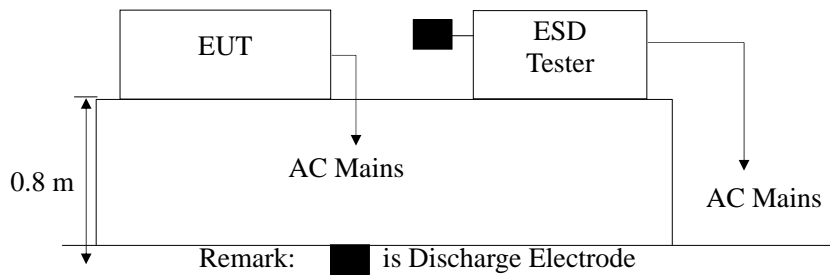 EUT
ESD
Tester
AC Mains
0.8 m
AC Mains
Remark: is Discharge Electrode